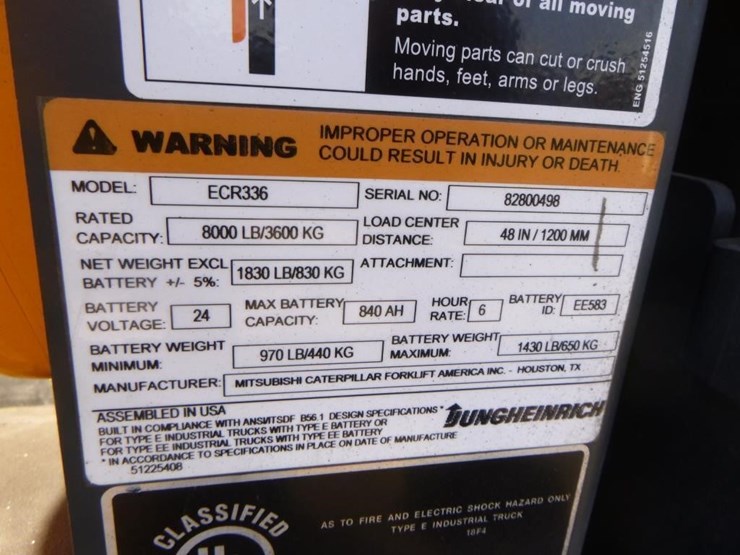 of all moving
parts.
Moving parts can cut or crush
hands, feet, arms or legs.
ENG 51254516
WARNING
IMPROPER OPERATION OR MAINTENANCE
COULD RESULT IN INJURY OR DEATH.
MODEL: ECR336 SERIAL NO: 82800498
RATED CAPACITY: 8000 LB/3600 KG LOAD CENTER DISTANCE: 48 IN / 1200 MM
NET WEIGHT EXCL BATTERY +/- 5%: 1830 LB/830 KG ATTACHMENT:
BATTERY VOLTAGE: 24 MAX BATTERY CAPACITY: 840 AH HOUR RATE: 6 BATTERY ID: EE583
BATTERY WEIGHT MINIMUM: 970 LB/440 KG BATTERY WEIGHT MAXIMUM: 1430 LB/650 KG
MANUFACTURER: MITSUBISHI CATERPILLAR FORKLIFT AMERICA INC. - HOUSTON, TX
ASSEMBLED IN USA
BUILT IN COMPLIANCE WITH ANSI/ITSDF B56.1 DESIGN SPECIFICATIONS *
FOR TYPE E INDUSTRIAL TRUCKS WITH TYPE E BATTERY OR
FOR TYPE EE INDUSTRIAL TRUCKS WITH TYPE EE BATTERY
* IN ACCORDANCE TO SPECIFICATIONS IN PLACE ON DATE OF MANUFACTURE
51225408
JUNGHEINRICH
CLASSIFIED
AS TO FIRE AND ELECTRIC SHOCK HAZARD ONLY
TYPE E INDUSTRIAL TRUCK
18F4